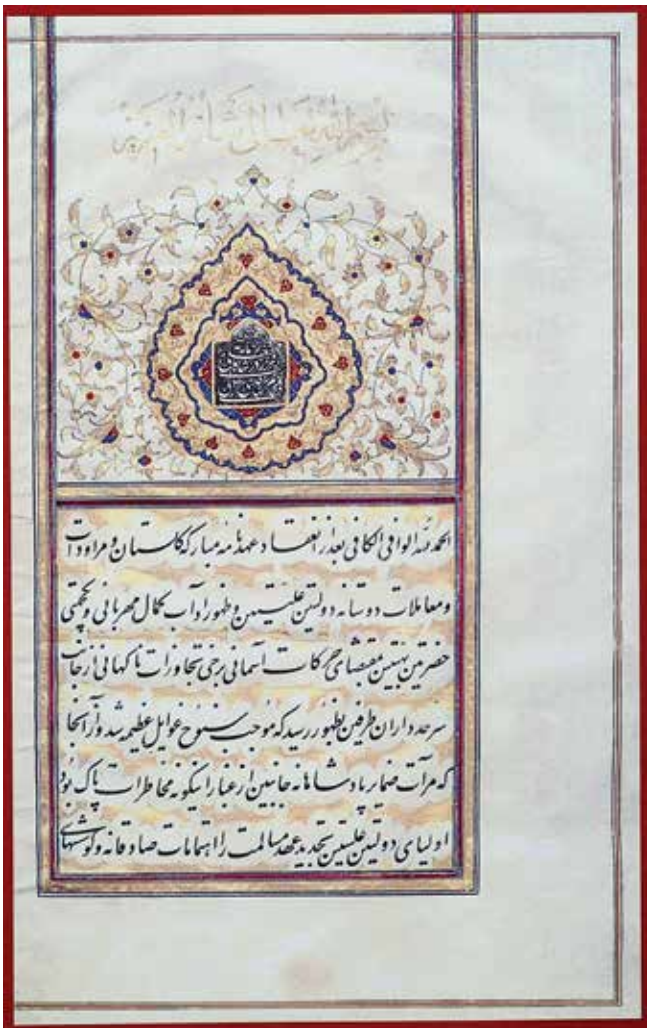 الحمد لله الوافی الکافی بعد از انعقاد عهدنامه مبارکه گلستان و مراودات
و معاملات دوستانه دولتین علیتین و ظهور آداب کمال مهربانی و یکجهتی
حضرتین بهیتین بمقتضای حرکات آسمانی برخی تجاوزات ناگهانی از جانب
سرحدداران طرفین بظهور رسید که موجب سنوح غوایل عظیمه شد و از آنجا
که مرآت ضمایر پادشاهانه جانبین از غبار اینگونه مخاطرات پاک بود
اولیای دولتین علیتین تجدید عهد مسالمت را اهتمامات صادقانه و کوششهای